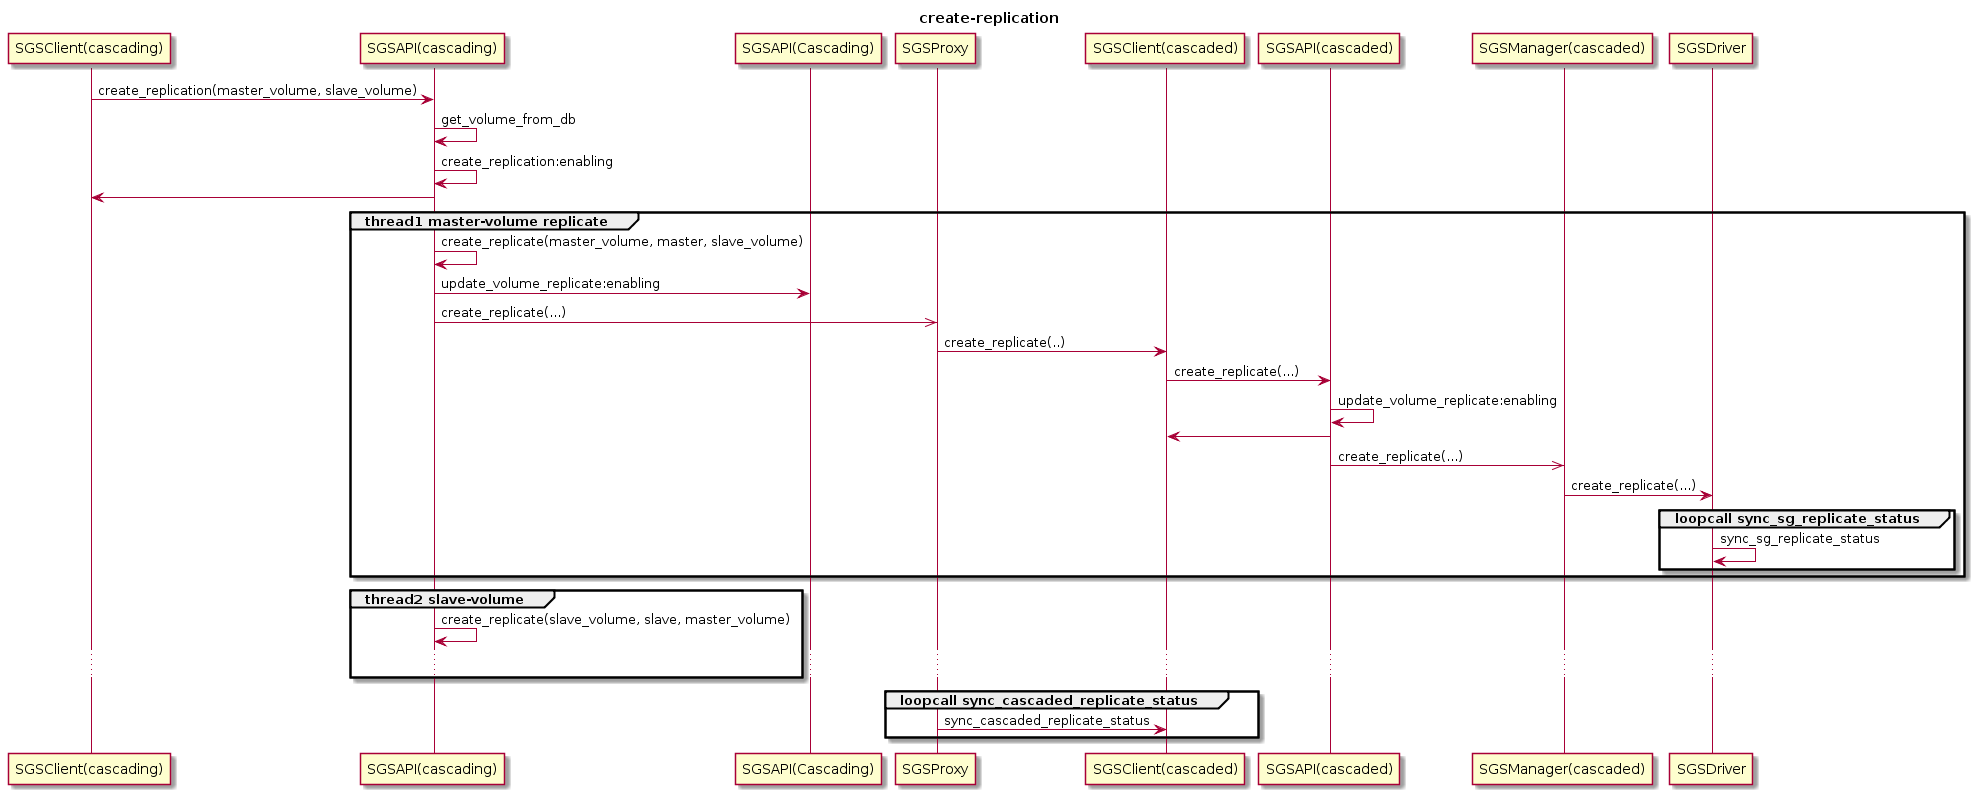 create-replication
SGSClient(cascading)
SGSAPI(cascading)
SGSAPI(Cascading)
SGSProxy
SGSClient(cascaded)
SGSAPI(cascaded)
SGSManager(cascaded)
SGSDriver
create_replication(master_volume, slave_volume)
get_volume_from_db
create_replication:enabling
thread1 master-volume replicate
create_replicate(master_volume, master, slave_volume)
update_volume_replicate:enabling
create_replicate(...)
create_replicate(..)
create_replicate(...)
update_volume_replicate:enabling
create_replicate(...)
create_replicate(...)
loopcall sync_sg_replicate_status
sync_sg_replicate_status
thread2 slave-volume
create_replicate(slave_volume, slave, master_volume)
loopcall sync_cascaded_replicate_status
sync_cascaded_replicate_status
SGSClient(cascading)
SGSAPI(cascading)
SGSAPI(Cascading)
SGSProxy
SGSClient(cascaded)
SGSAPI(cascaded)
SGSManager(cascaded)
SGSDriver